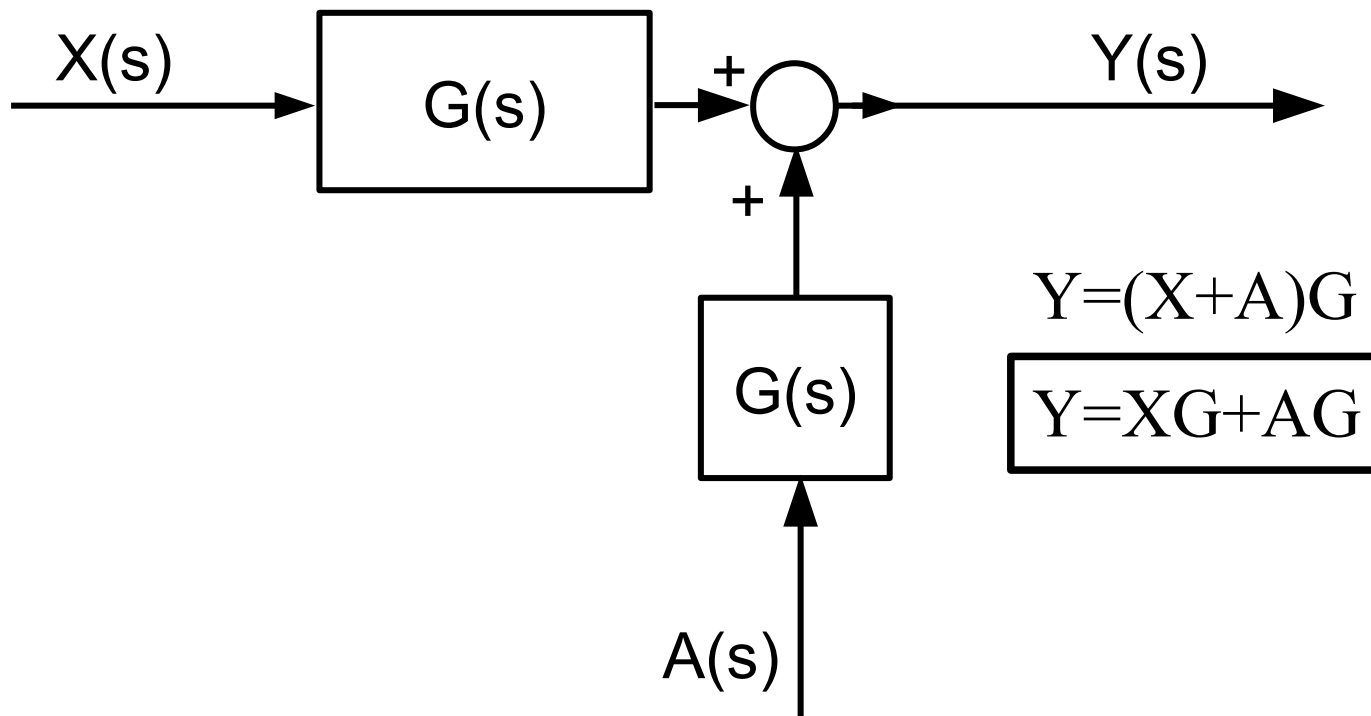 X(s)
G(s)
+
Y(s)
+
Y=(X+A)G
G(s)
Y=XG+AG
A(s)